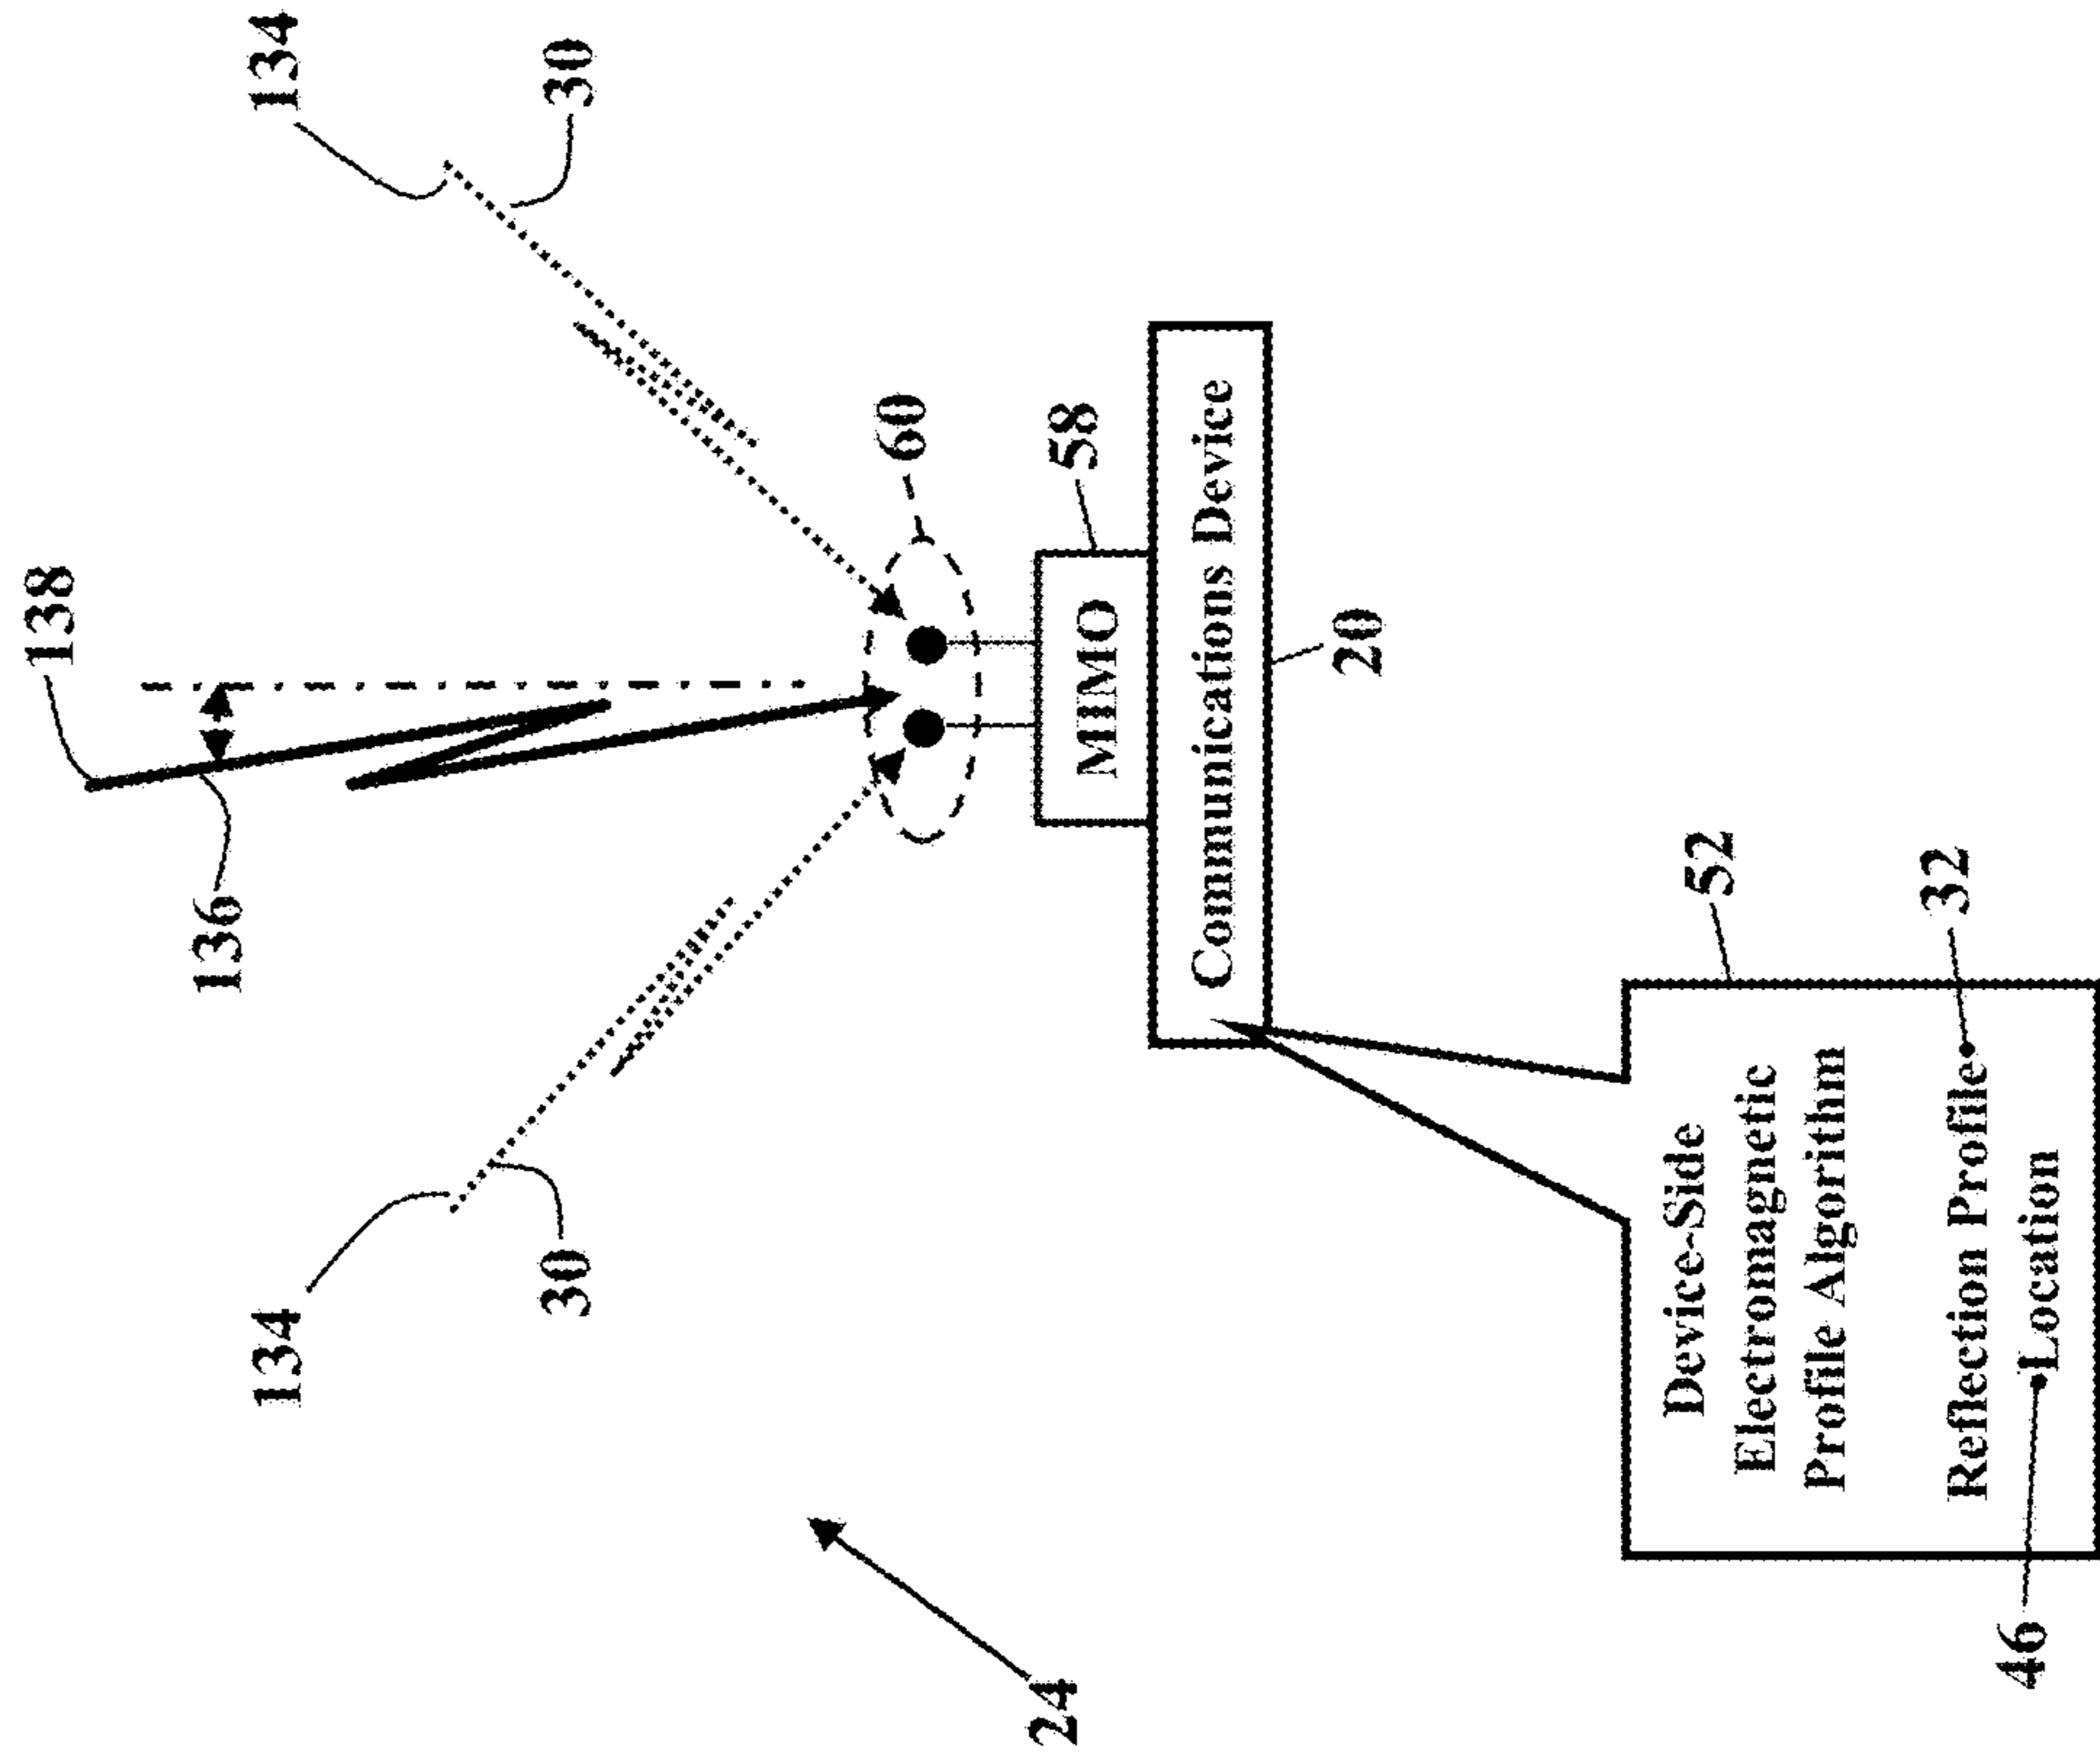 138
134
136
30
134
30
60
58
MIMO
Communications Device
20
24
52
Device-Side
Electromagnetic
Profile Algorithm
32
Reflection Profile
Location
46